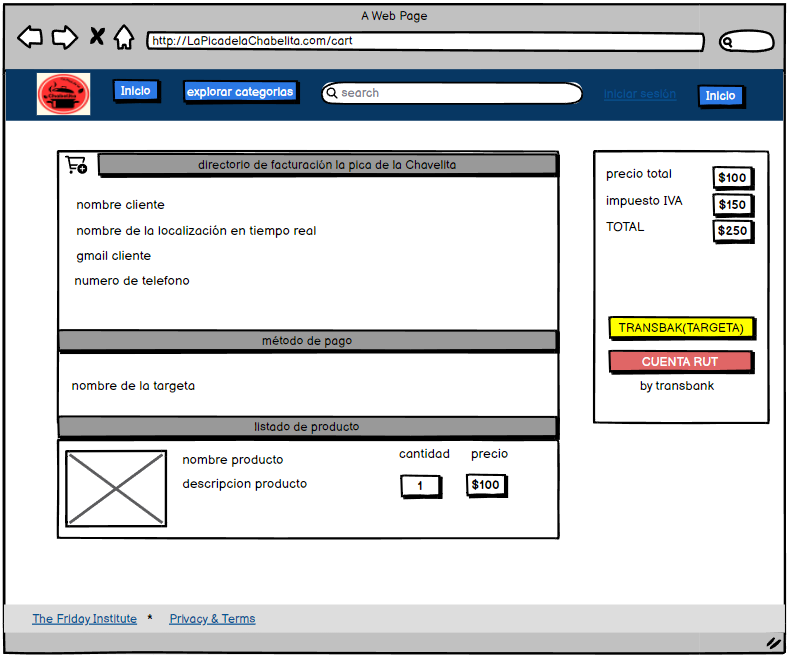 A Web Page
http://LaPicadelaChabelita.com/cart
Chabelita
Inicio
explorar categorias
search
iniciar sesión
Inicio
directorio de facturación la pica de la Chavelita
nombre cliente
nombre de la localización en tiempo real
gmail cliente
numero de telefono
método de pago
nombre de la targeta
listado de producto
nombre producto
descripcion producto
cantidad precio
1 $100
precio total $100
impuesto IVA $150
TOTAL $250
TRANSBAK(TARGETA)
CUENTA RUT
by transbank
The Friday Institute * Privacy & Terms